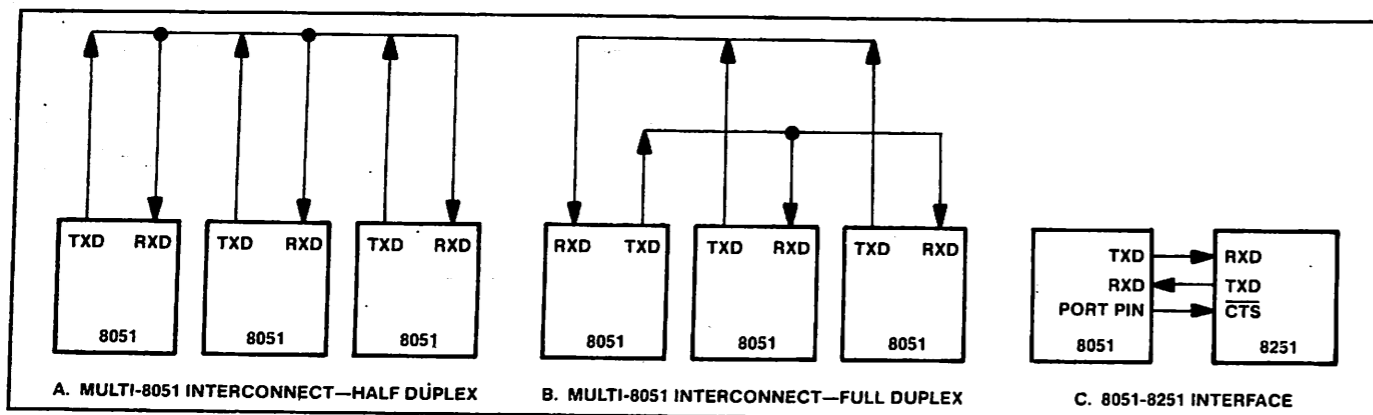 TXD RXD
8051
TXD RXD
8051
TXD RXD
8051
A. MULTI-8051 INTERCONNECT—HALF DUPLEX
RXD TXD
8051
TXD RXD
8051
TXD RXD
8051
B. MULTI-8051 INTERCONNECT—FULL DUPLEX
TXD
RXD
PORT PIN
8051
RXD
TXD
CTS
8251
C. 8051-8251 INTERFACE